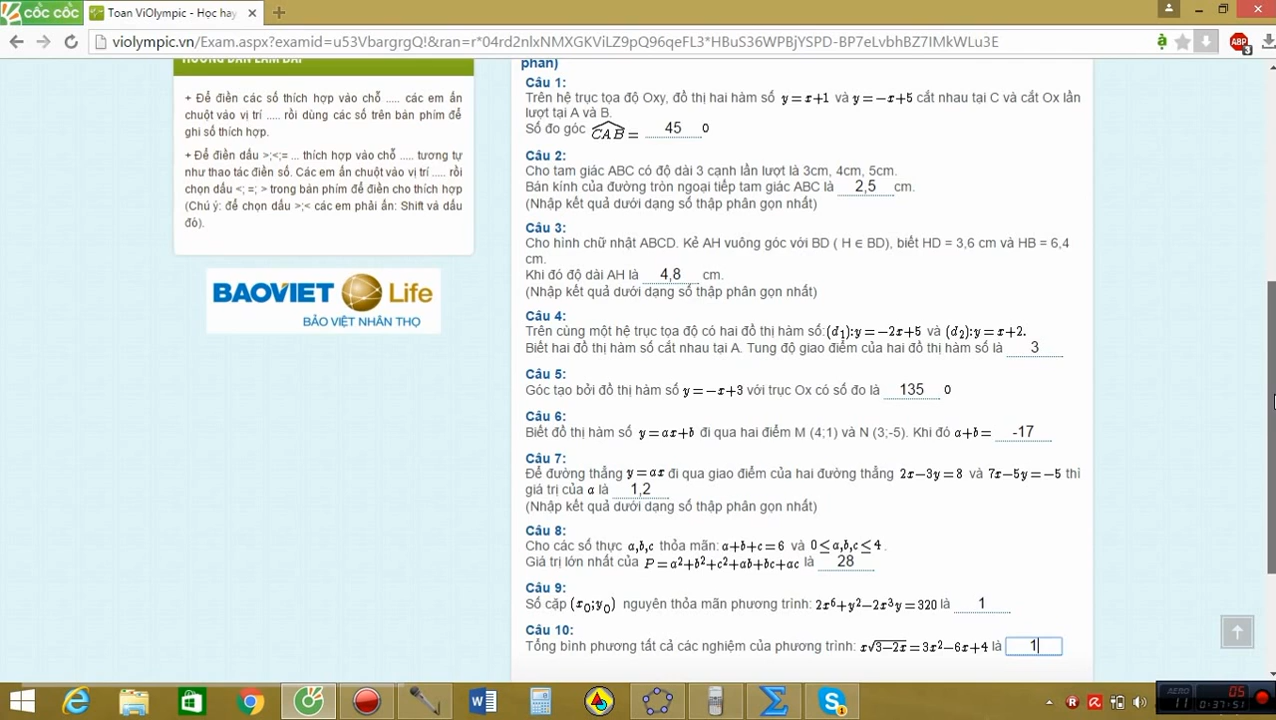 CỐC CỐC
Toan ViOlympic - Học hay
violympic.vn/Exam.aspx?examid=u53VbargrgQ!&ran=r*04rd2nlxNMXGKViLZ9pQ96qeFL3*HBuS36WPBjYSPD-BP7eLvbhBZ7IMkWLu3E
ABP
3
HƯỚNG DẪN LÀM BÀI
+ Để điền các số thích hợp vào chỗ ..... các em ấn
chuột vào vị trí ..... rồi dùng các số trên bàn phím để
ghi số thích hợp.
+ Để điền dấu >;<;= ... thích hợp vào chỗ ..... tương tự
như thao tác điền số. Các em ấn chuột vào vị trí ..... rồi
chọn dấu <; =; > trong bàn phím để điền cho thích hợp
(Chú ý: để chọn dấu >;< các em phải ấn: Shift và dấu
đó).
BAOVIET Life
BẢO VIỆT NHÂN THỌ
phân)
Câu 1:
Trên hệ trục tọa độ Oxy, đồ thị hai hàm số y=x+1 và y=−x+5 cắt nhau tại C và cắt Ox lần
lượt tại A và B.
Số đo góc CAB= 45 0
Câu 2:
Cho tam giác ABC có độ dài 3 cạnh lần lượt là 3cm, 4cm, 5cm.
Bán kính của đường tròn ngoại tiếp tam giác ABC là 2,5 cm.
(Nhập kết quả dưới dạng số thập phân gọn nhất)
Câu 3:
Cho hình chữ nhật ABCD. Kẻ AH vuông góc với BD ( H ∈ BD), biết HD = 3,6 cm và HB = 6,4
cm.
Khi đó độ dài AH là 4,8 cm.
(Nhập kết quả dưới dạng số thập phân gọn nhất)
Câu 4:
Trên cùng một hệ trục tọa độ có hai đồ thị hàm số:(d₁):y=−2x+5 và (d₂):y=x+2.
Biết hai đồ thị hàm số cắt nhau tại A. Tung độ giao điểm của hai đồ thị hàm số là 3
Câu 5:
Góc tạo bởi đồ thị hàm số y=−x+3 với trục Ox có số đo là 135 0
Câu 6:
Biết đồ thị hàm số y=ax+b đi qua hai điểm M (4;1) và N (3;-5). Khi đó a+b= -17
Câu 7:
Để đường thẳng y=ax đi qua giao điểm của hai đường thẳng 2x−3y=8 và 7x−5y=−5 thì
giá trị của a là 1,2
(Nhập kết quả dưới dạng số thập phân gọn nhất)
Câu 8:
Cho các số thực a,b,c thỏa mãn: a+b+c=6 và 0≤a,b,c≤4 .
Giá trị lớn nhất của P=a²+b²+c²+ab+bc+ac là 28
Câu 9:
Số cặp (x₀;y₀) nguyên thỏa mãn phương trình: 2x⁶+y²−2x³y=320 là 1
Câu 10:
Tổng bình phương tất cả các nghiệm của phương trình: x√3−2x=3x²−6x+4 là 1
AERO
11
05
0:37:51